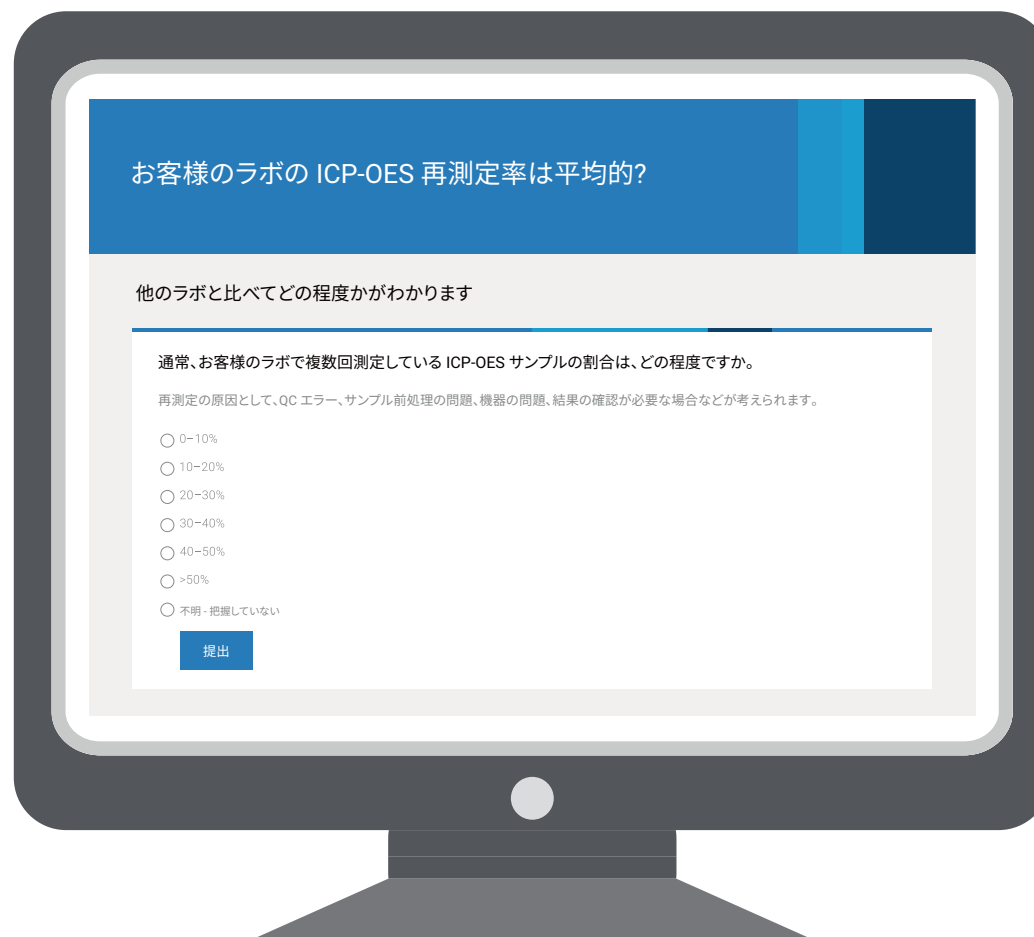 お客様のラボの ICP-OES 再測定率は平均的?
他のラボと比べてどの程度かがわかります
通常、お客様のラボで複数回測定している ICP-OES サンプルの割合は、どの程度ですか。
再測定の原因として、QC エラー、サンプル前処理の問題、機器の問題、結果の確認が必要な場合などが考えられます。
0–10%
10–20%
20–30%
30–40%
40–50%
>50%
不明 - 把握していない
提出